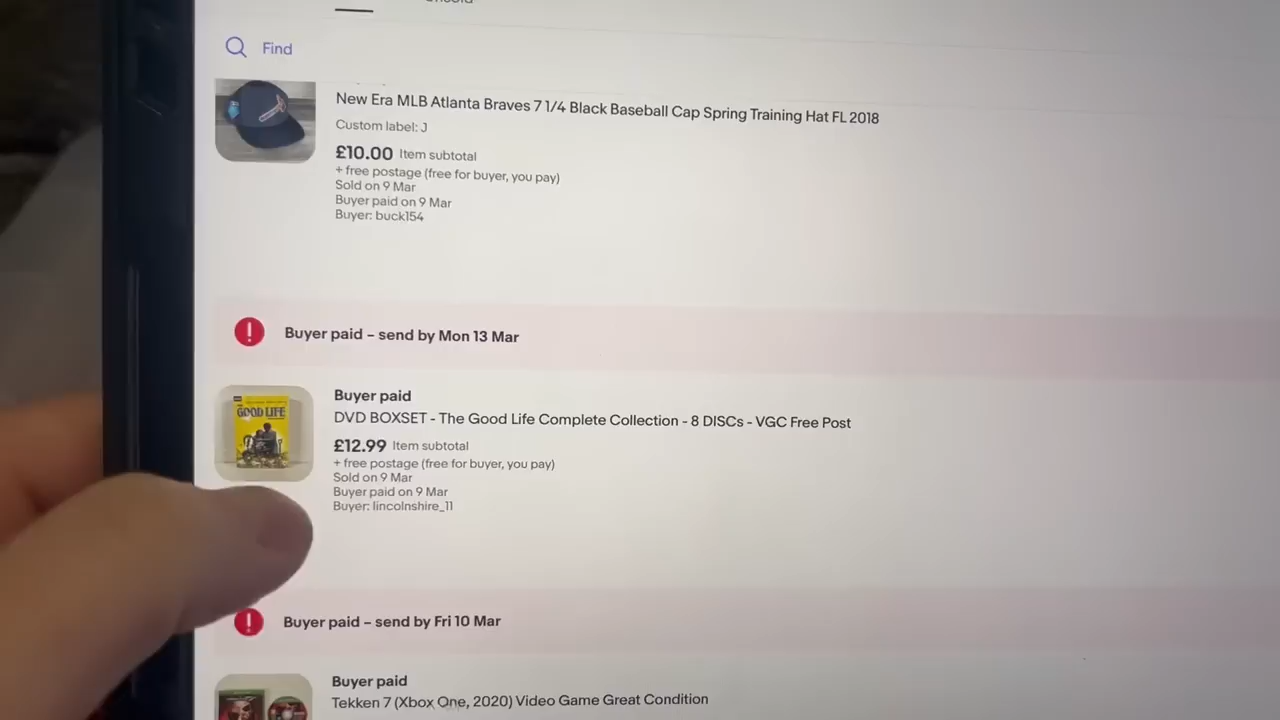 Find
New Era MLB Atlanta Braves 7 1/4 Black Baseball Cap Spring Training Hat FL 2018
Custom label: J
£10.00 Item subtotal
+ free postage (free for buyer, you pay)
Sold on 9 Mar
Buyer paid on 9 Mar
Buyer: buck154
Buyer paid – send by Mon 13 Mar
GOOD LIFE
Buyer paid
DVD BOXSET - The Good Life Complete Collection - 8 DISCs - VGC Free Post
£12.99 Item subtotal
+ free postage (free for buyer, you pay)
Sold on 9 Mar
Buyer paid on 9 Mar
Buyer: lincolnshire_11
Buyer paid – send by Fri 10 Mar
Buyer paid
Tekken 7 (Xbox One, 2020) Video Game Great Condition